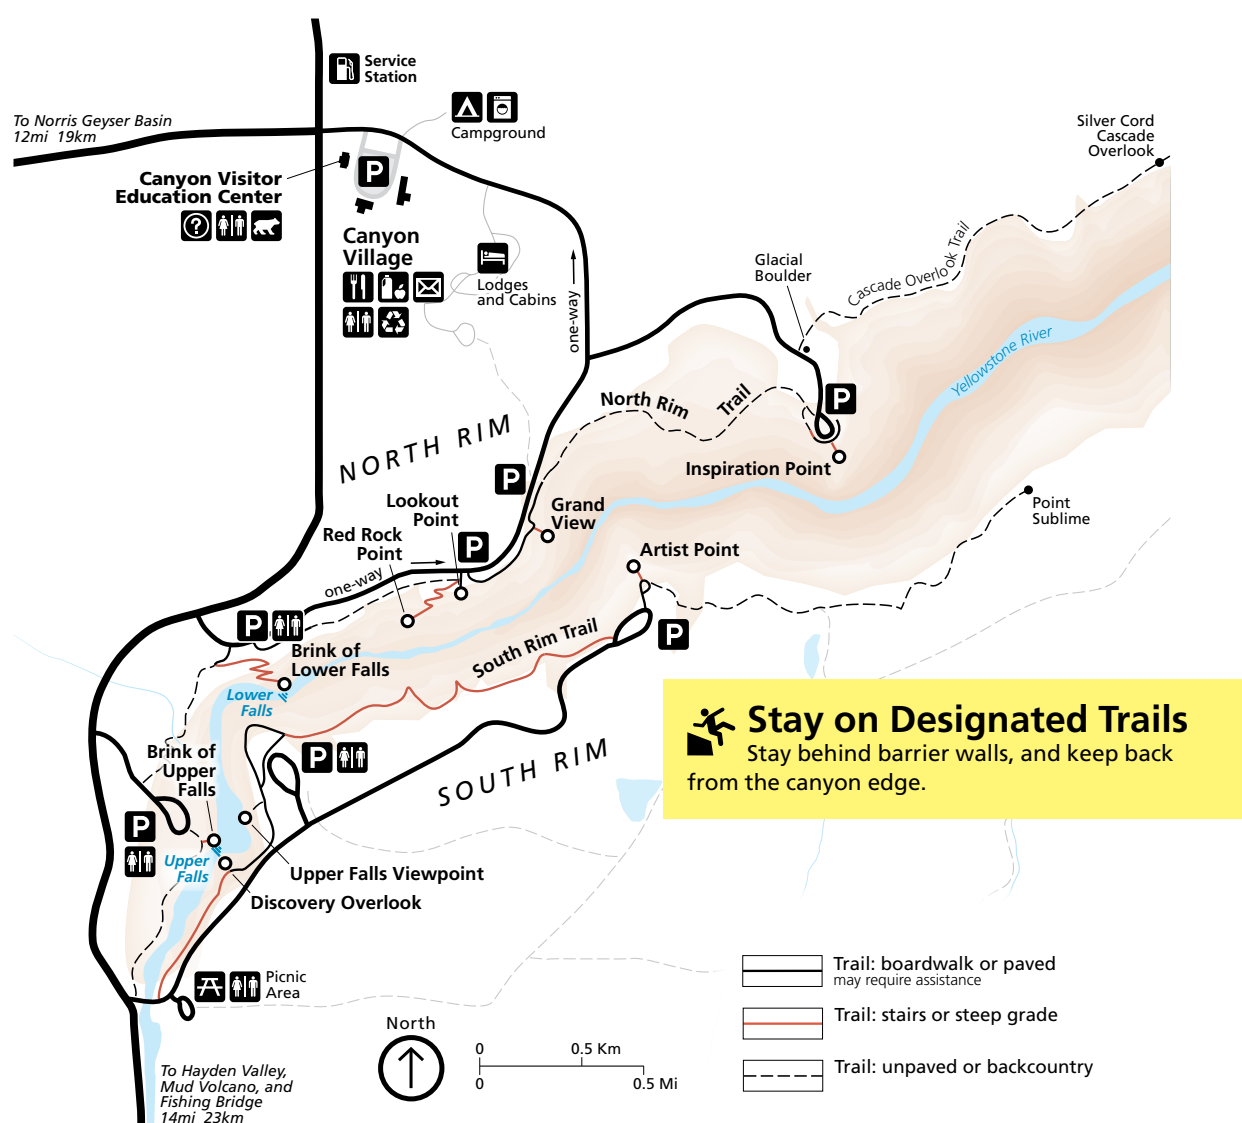 Service
Station
To Norris Geyser Basin
12mi 19km
Campground
Silver Cord
Cascade
Overlook
P
Canyon Visitor
Education Center
?
Canyon
Village
Lodges
and Cabins
one-way
Glacial
Boulder
Cascade Overlook Trail
Yellowstone River
North Rim Trail
P
Inspiration Point
NORTH RIM
P
Lookout
Point
Grand
View
Point
Sublime
Red Rock
Point
P
Artist Point
one-way
P
Brink of
Lower Falls
South Rim Trail
P
Lower
Falls
Stay on Designated Trails
Stay behind barrier walls, and keep back
from the canyon edge.
Brink of
Upper
Falls
P
SOUTH RIM
P
Upper
Falls
Upper Falls Viewpoint
Discovery Overlook
Picnic
Area
Trail: boardwalk or paved
may require assistance
Trail: stairs or steep grade
Trail: unpaved or backcountry
North
0 0.5 Km
0 0.5 Mi
To Hayden Valley,
Mud Volcano, and
Fishing Bridge
14mi 23km